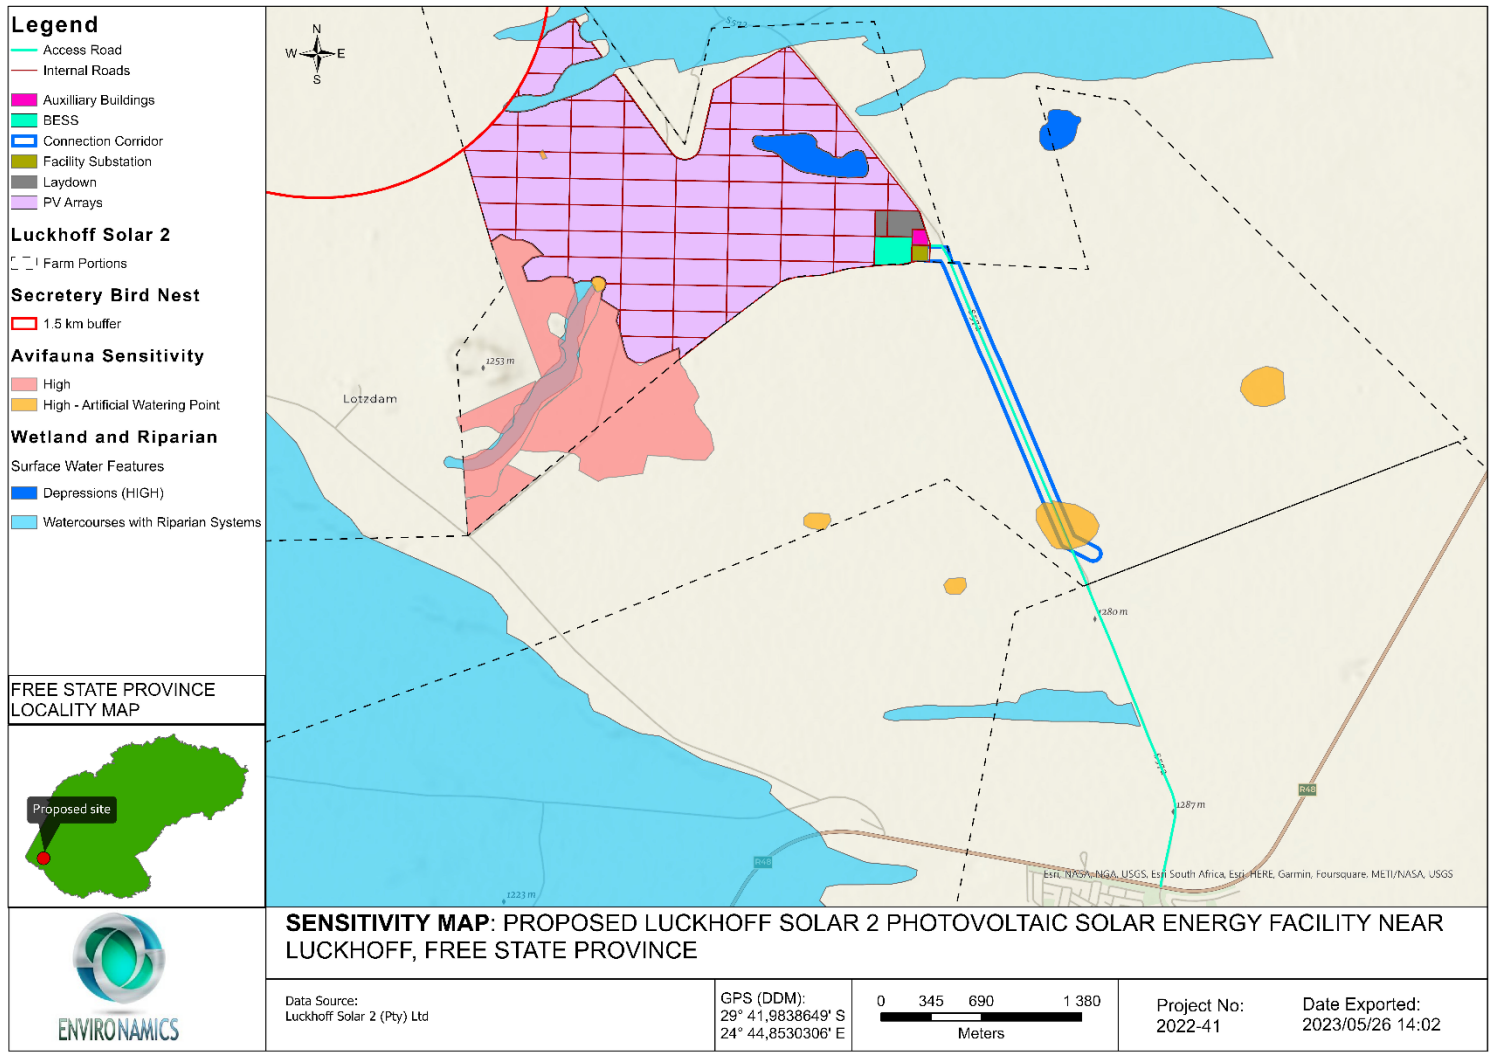 Legend
Access Road
Internal Roads
Auxilliary Buildings
BESS
Connection Corridor
Facility Substation
Laydown
PV Arrays
Luckhoff Solar 2
Farm Portions
Secretery Bird Nest
1.5 km buffer
Avifauna Sensitivity
High
High - Artificial Watering Point
Wetland and Riparian
Surface Water Features
Depressions (HIGH)
Watercourses with Riparian Systems
FREE STATE PROVINCE
LOCALITY MAP
Proposed site
ENVIRONAMICS
N
W E
S
S572
S572
1253 m
Lotzdam
1280 m
S572
1287 m
R48
R48
1223 m
Esri, NASA, NGA, USGS, Esri South Africa, Esri, HERE, Garmin, Foursquare, METI/NASA, USGS
SENSITIVITY MAP: PROPOSED LUCKHOFF SOLAR 2 PHOTOVOLTAIC SOLAR ENERGY FACILITY NEAR
LUCKHOFF, FREE STATE PROVINCE
Data Source:
Luckhoff Solar 2 (Pty) Ltd
GPS (DDM):
29° 41,9838649' S
24° 44,8530306' E
0 345 690 1 380
Meters
Project No:
2022-41
Date Exported:
2023/05/26 14:02